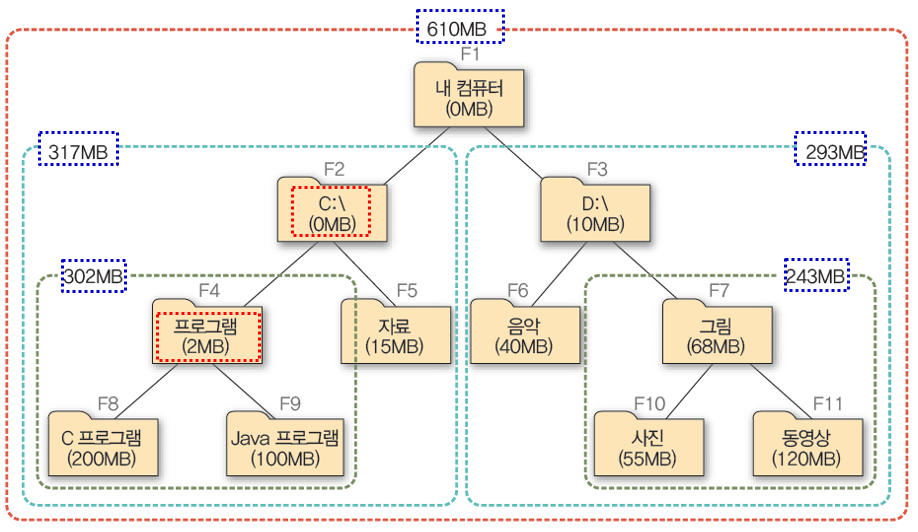 610MB
F1
내 컴퓨터
(0MB)
317MB
293MB
F2
C:\
(0MB)
F3
D:\
(10MB)
302MB
243MB
F4
프로그램
(2MB)
F5
자료
(15MB)
F6
음악
(40MB)
F7
그림
(68MB)
F8
C 프로그램
(200MB)
F9
Java 프로그램
(100MB)
F10
사진
(55MB)
F11
동영상
(120MB)